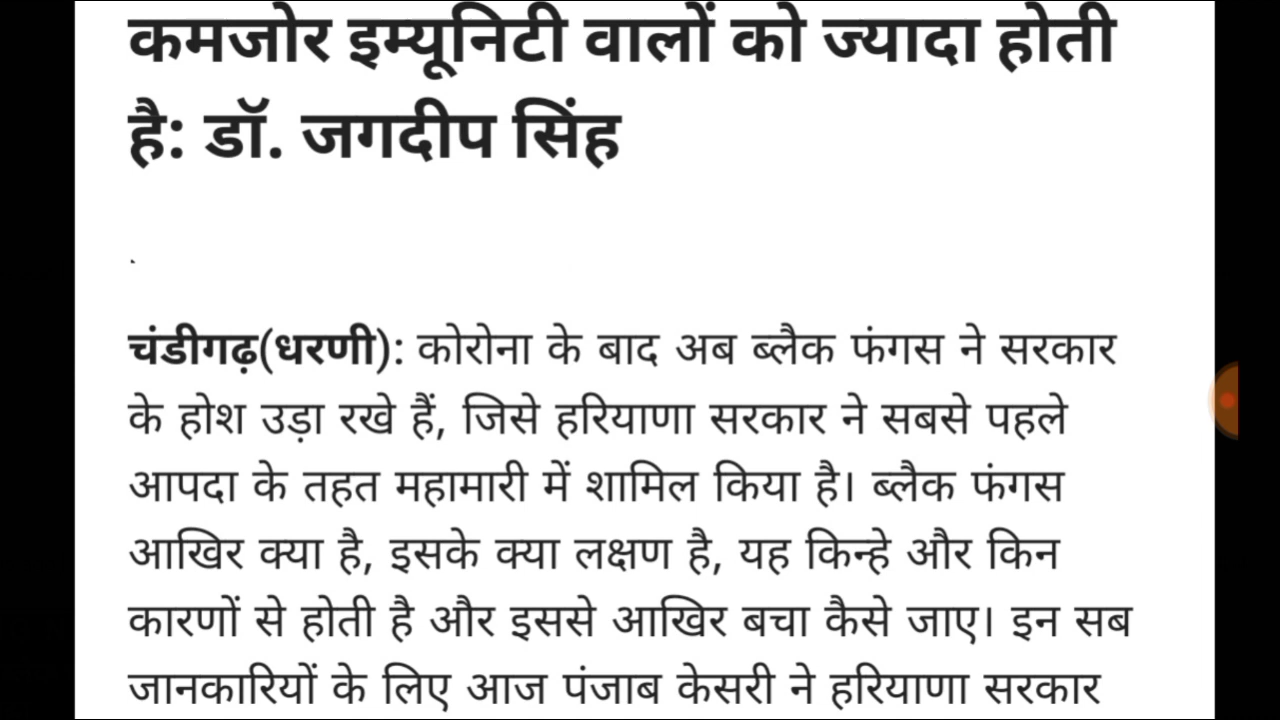 कमजोर इम्यूनिटी वालों को ज्यादा होती
है: डॉ. जगदीप सिंह
.
चंडीगढ़(धरणी): कोरोना के बाद अब ब्लैक फंगस ने सरकार
के होश उड़ा रखे हैं, जिसे हरियाणा सरकार ने सबसे पहले
आपदा के तहत महामारी में शामिल किया है। ब्लैक फंगस
आखिर क्या है, इसके क्या लक्षण है, यह किन्हे और किन
कारणों से होती है और इससे आखिर बचा कैसे जाए। इन सब
जानकारियों के लिए आज पंजाब केसरी ने हरियाणा सरकार